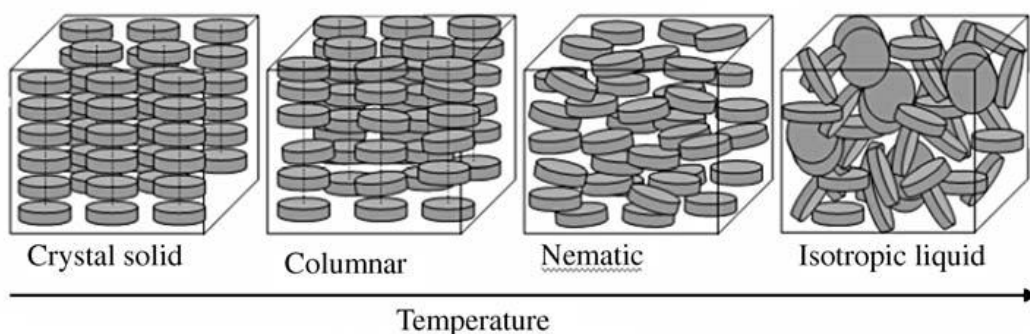 Crystal solid
Columnar
Nematic
Isotropic liquid
Temperature